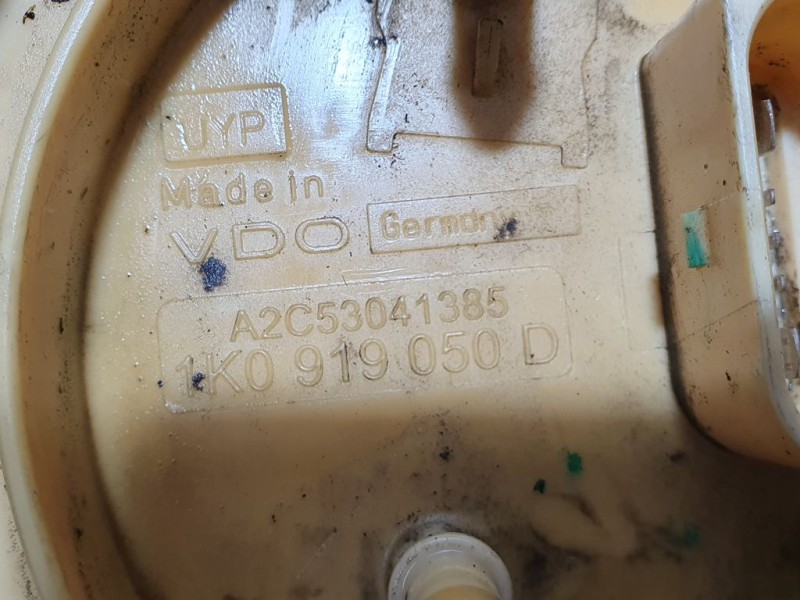 UYP
Made in
VDO Germany
A2C53041385
1K0 919 050 D